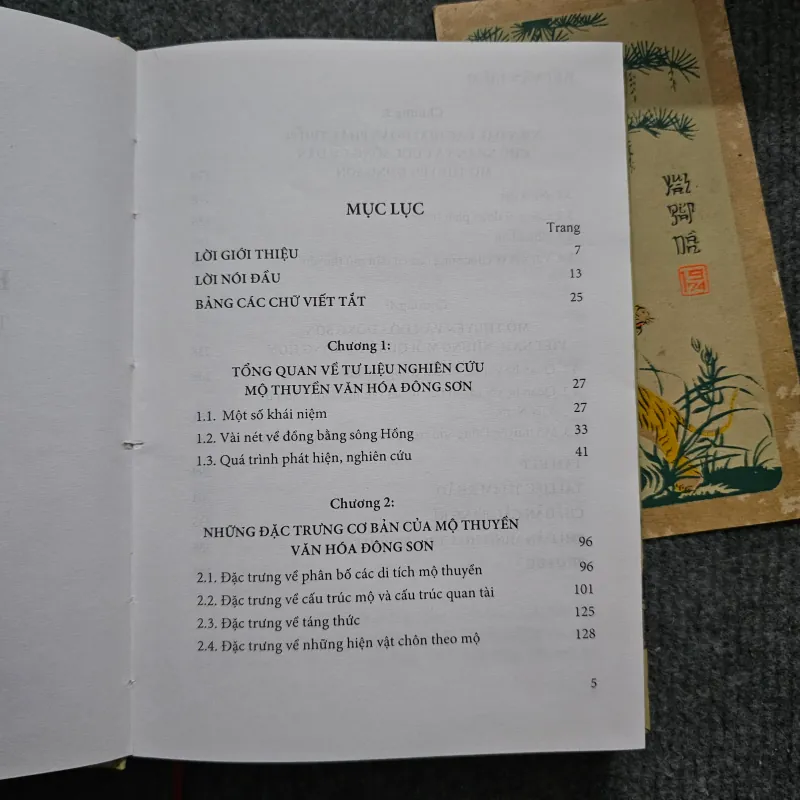 MỤC LỤC
Trang
LỜI GIỚI THIỆU 7
LỜI NÓI ĐẦU 13
BẢNG CÁC CHỮ VIẾT TẮT 25
Chương 1:
TỔNG QUAN VỀ TƯ LIỆU NGHIÊN CỨU
MỘ THUYỀN VĂN HÓA ĐÔNG SƠN 27
1.1. Một số khái niệm 27
1.2. Vài nét về đồng bằng sông Hồng 33
1.3. Quá trình phát hiện, nghiên cứu 41
Chương 2:
NHỮNG ĐẶC TRƯNG CƠ BẢN CỦA MỘ THUYỀN
VĂN HÓA ĐÔNG SƠN 96
2.1. Đặc trưng về phân bố các di tích mộ thuyền 96
2.2. Đặc trưng về cấu trúc mộ và cấu trúc quan tài 101
2.3. Đặc trưng về táng thức 125
2.4. Đặc trưng về những hiện vật chôn theo mộ 128
5
1974